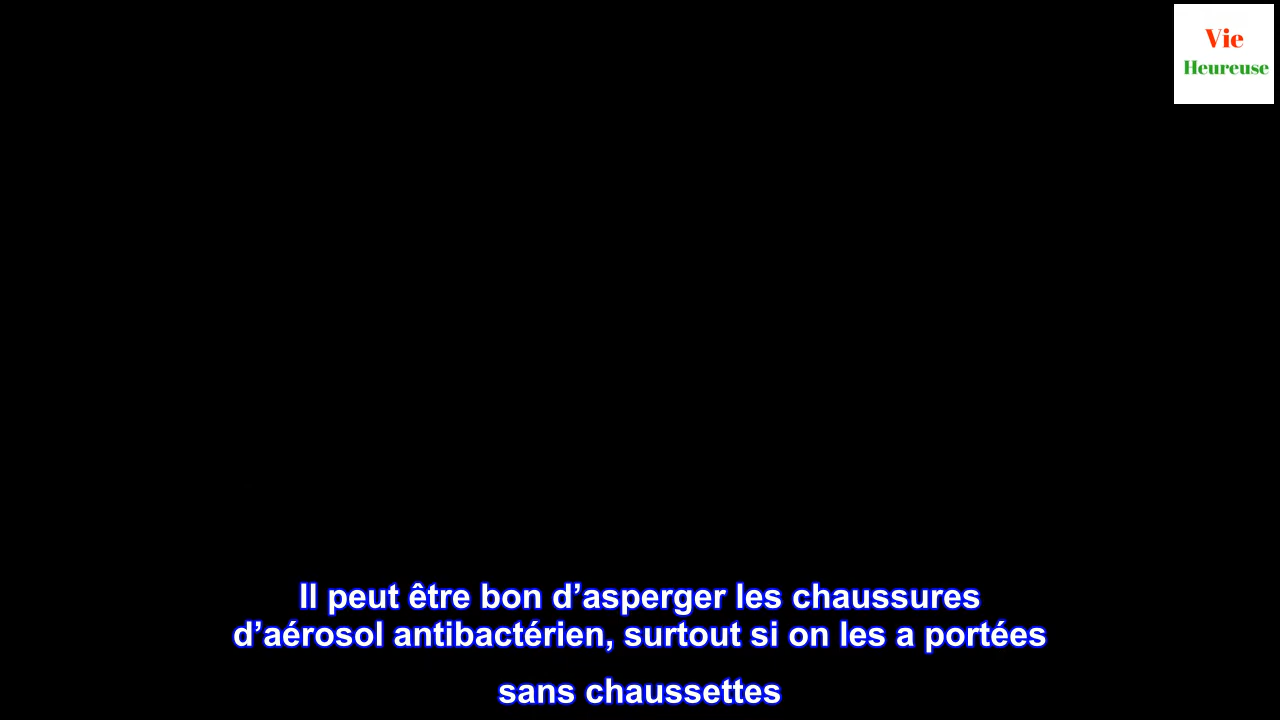 Vie
Heureuse
Il peut être bon d’asperger les chaussures
d’aérosol antibactérien, surtout si on les a portées
sans chaussettes